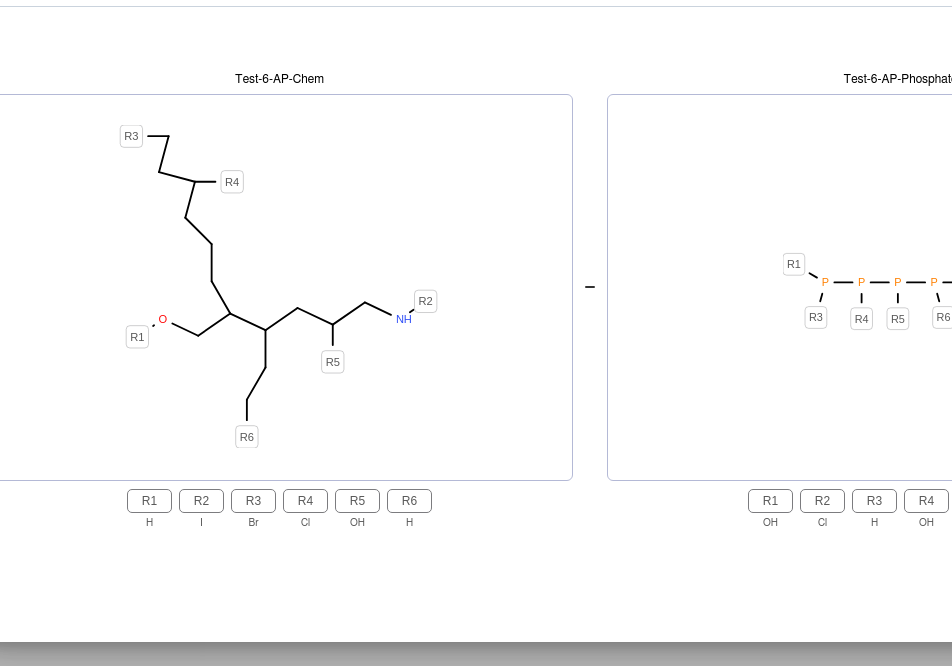 Test-6-AP-Chem
R3
R4
R2
O
NH
R1
R5
R6
R1 R2 R3 R4 R5 R6
H I Br Cl OH H
–
Test-6-AP-Phosphat
R1
P P P P
R3 R4 R5 R6
R1 R2 R3 R4
OH Cl H OH